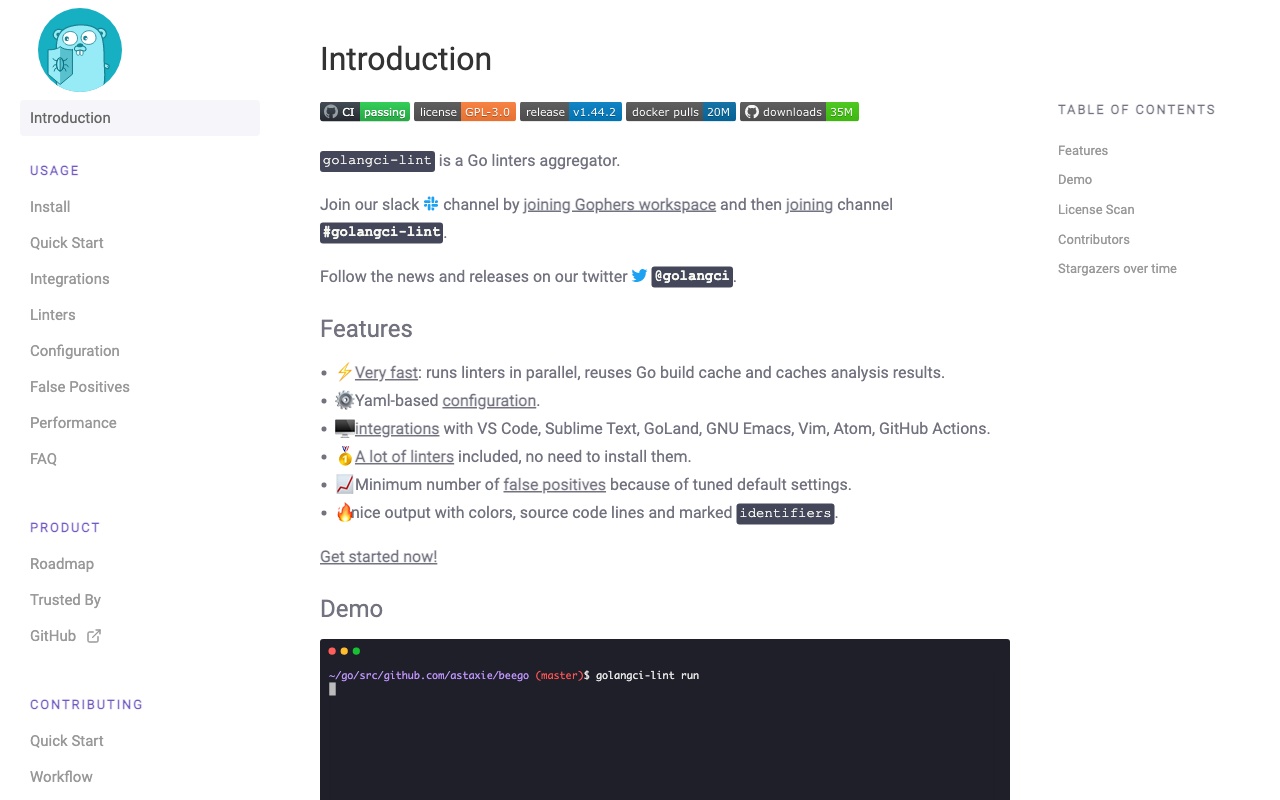 Introduction
USAGE
Install
Quick Start
Integrations
Linters
Configuration
False Positives
Performance
FAQ
PRODUCT
Roadmap
Trusted By
GitHub
CONTRIBUTING
Quick Start
Workflow
Introduction
CI passing license GPL-3.0 release v1.44.2 docker pulls 20M downloads 35M
golangci-lint is a Go linters aggregator.
Join our slack channel by joining Gophers workspace and then joining channel
#golangci-lint.
Follow the news and releases on our twitter @golangci.
Features
• ⚡Very fast: runs linters in parallel, reuses Go build cache and caches analysis results.
• ⚙️Yaml-based configuration.
• 🖥integrations with VS Code, Sublime Text, GoLand, GNU Emacs, Vim, Atom, GitHub Actions.
• 🥇A lot of linters included, no need to install them.
• 📈Minimum number of false positives because of tuned default settings.
• 🔥nice output with colors, source code lines and marked identifiers.
Get started now!
Demo
~/go/src/github.com/astaxie/beego (master)$ golangci-lint run
TABLE OF CONTENTS
Features
Demo
License Scan
Contributors
Stargazers over time